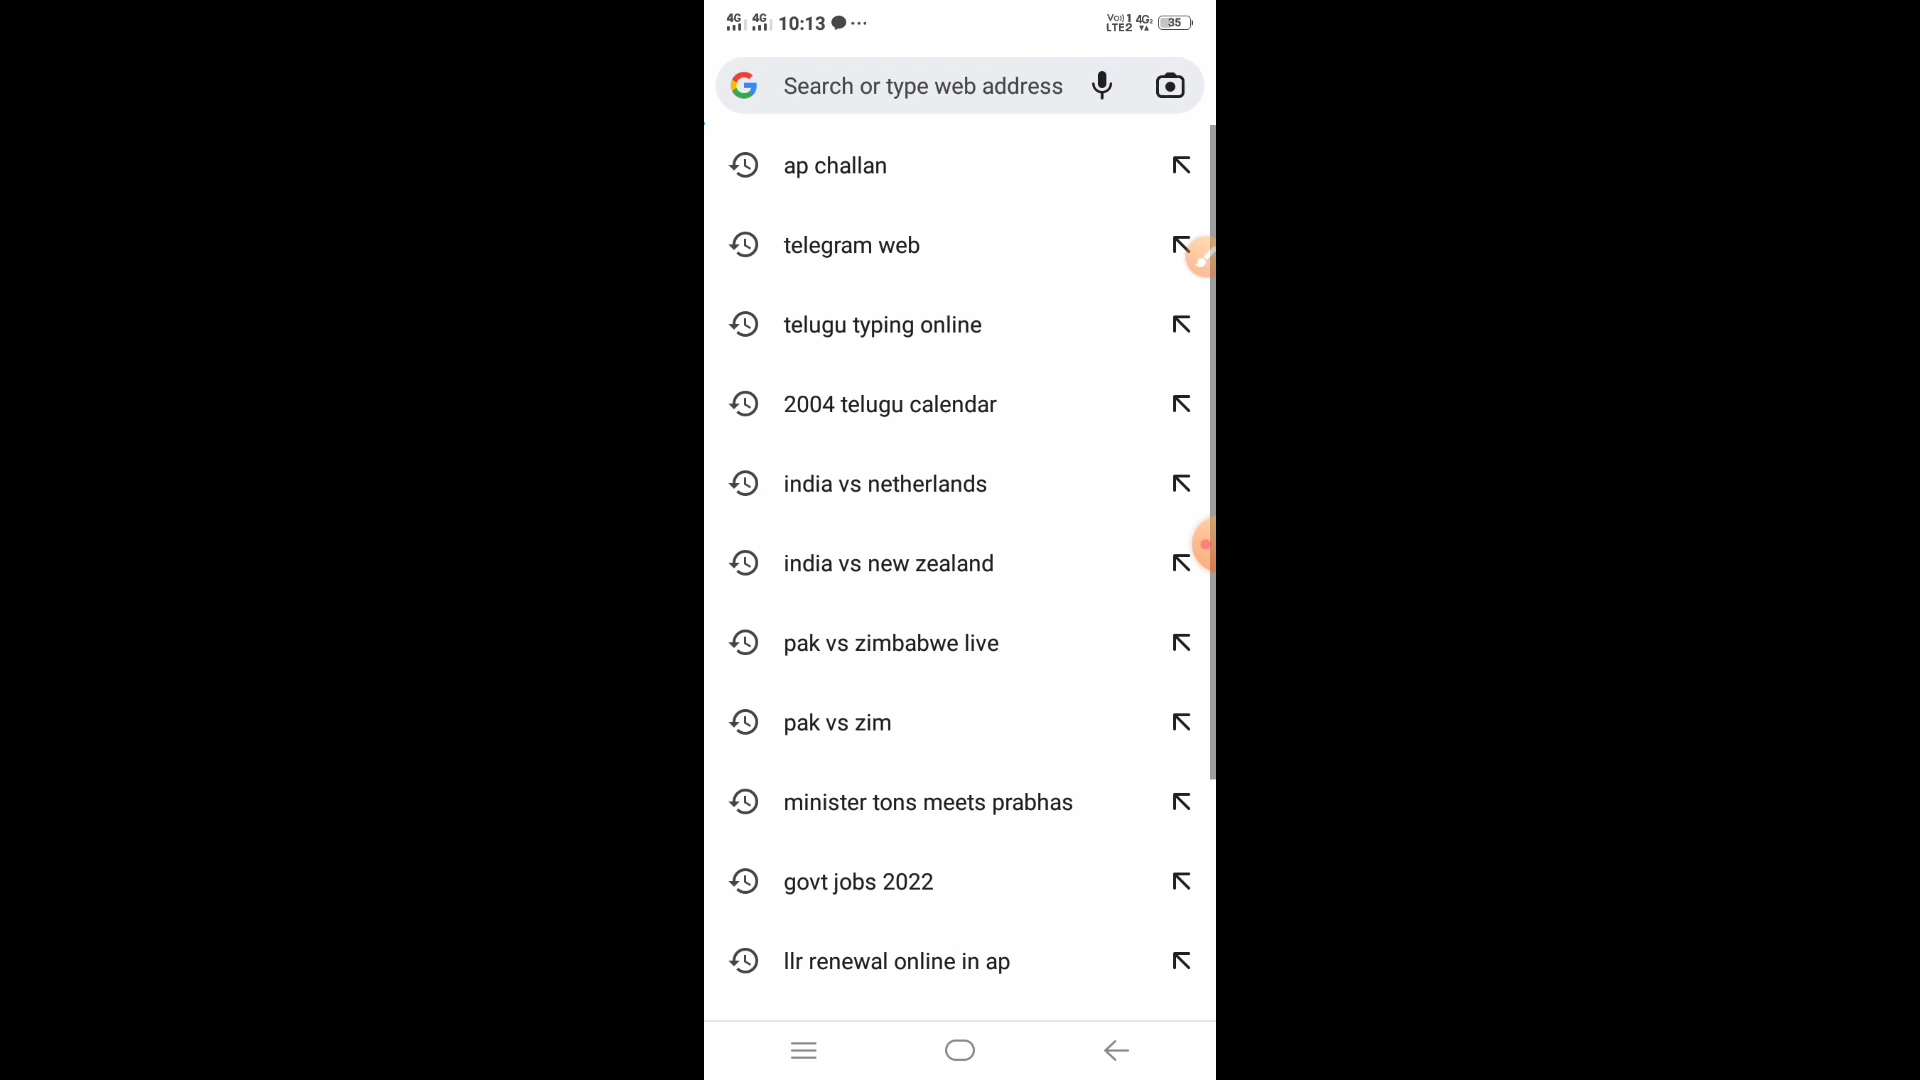 4G 4G 10:13 ··· Vo)) 1 4G2 35
LTE2
Search or type web address
ap challan
telegram web
telugu typing online
2004 telugu calendar
india vs netherlands
india vs new zealand
pak vs zimbabwe live
pak vs zim
minister tons meets prabhas
govt jobs 2022
llr renewal online in ap